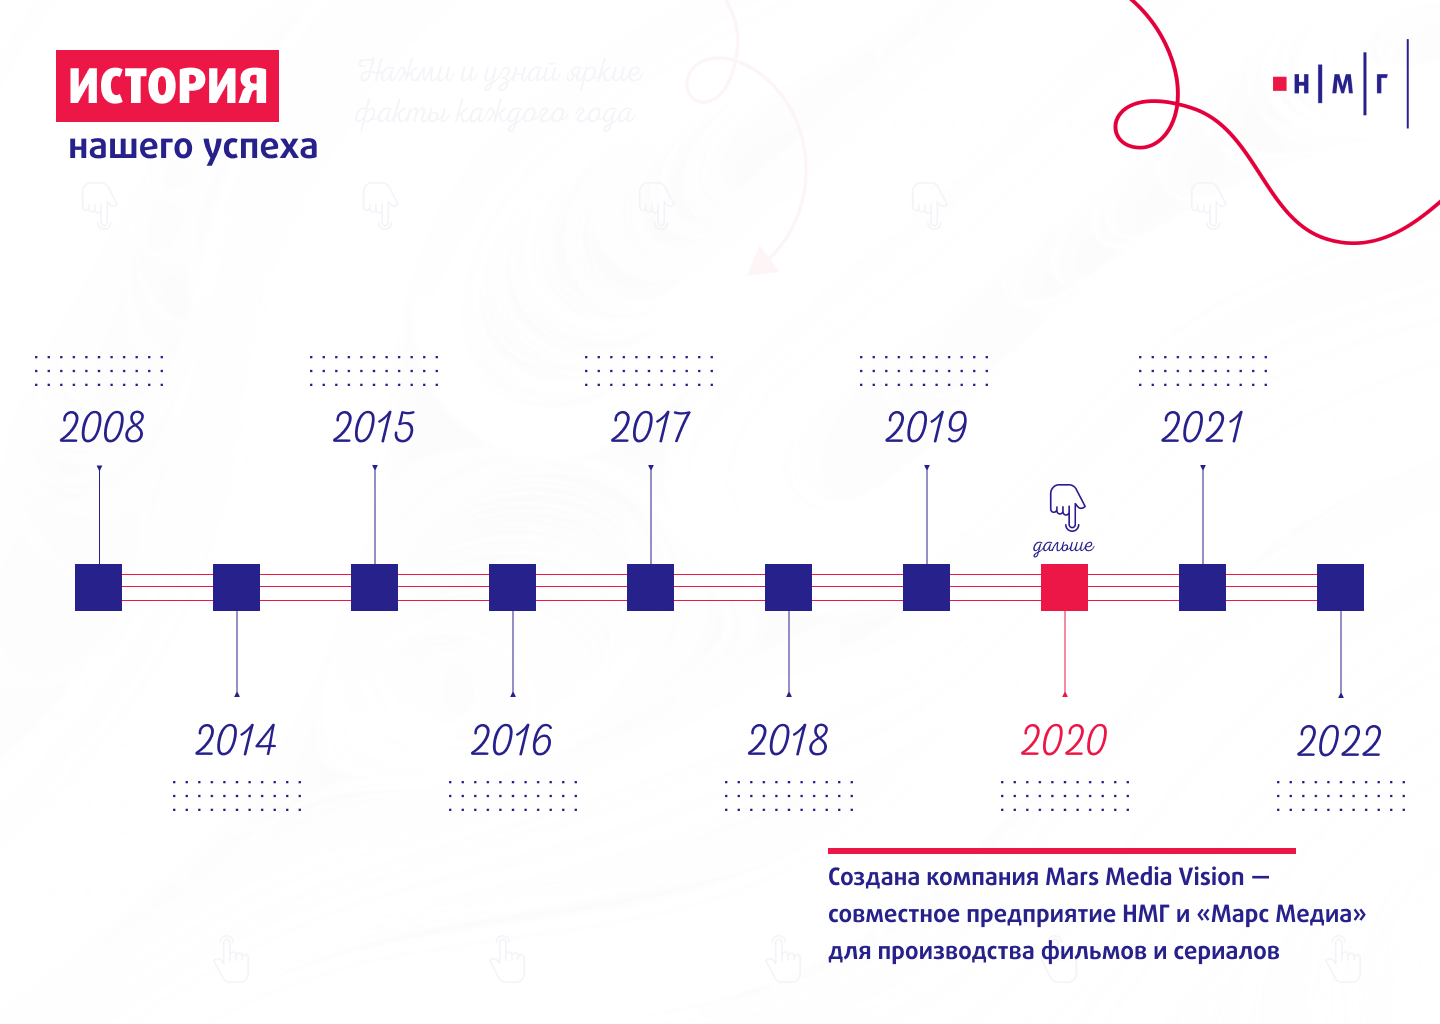 ИСТОРИЯ
нашего успеха
Нажми и узнай яркие
факты каждого года
Н М Г
2008
2015
2017
2019
2021
дальше
2014
2016
2018
2020
2022
Создана компания Mars Media Vision —
совместное предприятие НМГ и «Марс Медиа»
для производства фильмов и сериалов